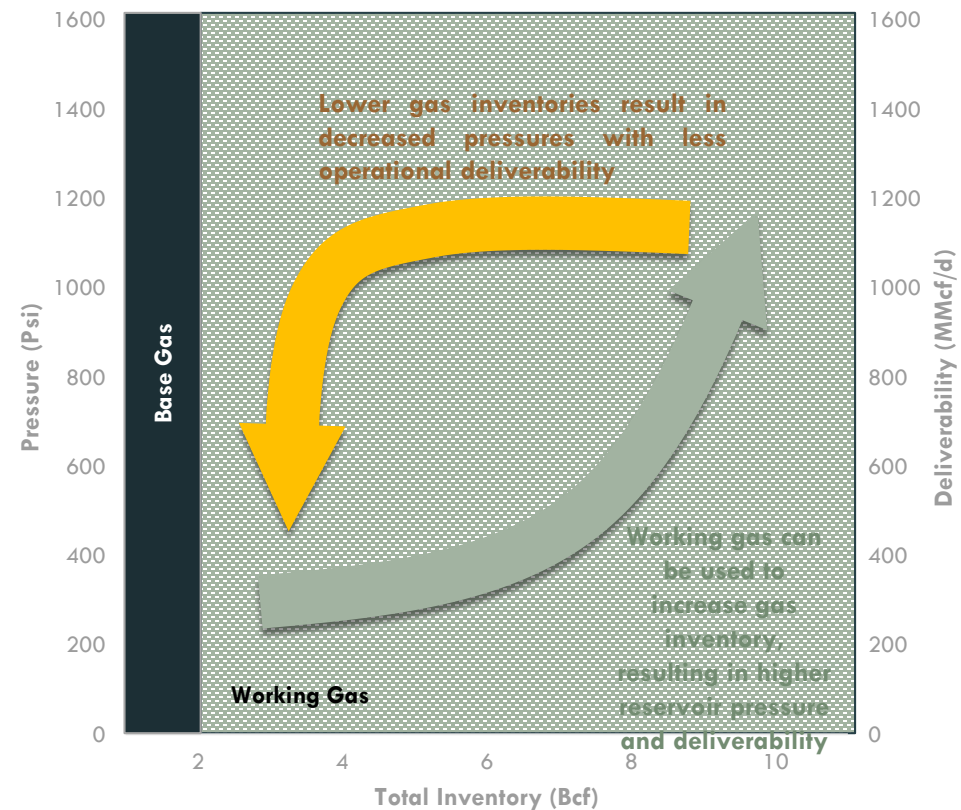 1600
1400
1200
1000
800
600
400
200
0
Pressure (Psi)
Base Gas
Lower gas inventories result in
decreased pressures with less
operational deliverability
Working gas can
be used to
increase gas
inventory,
resulting in higher
reservoir pressure
and deliverability
Working Gas
1600
1400
1200
1000
800
600
400
200
0
Deliverability (MMcf/d)
2 4 6 8 10
Total Inventory (Bcf)